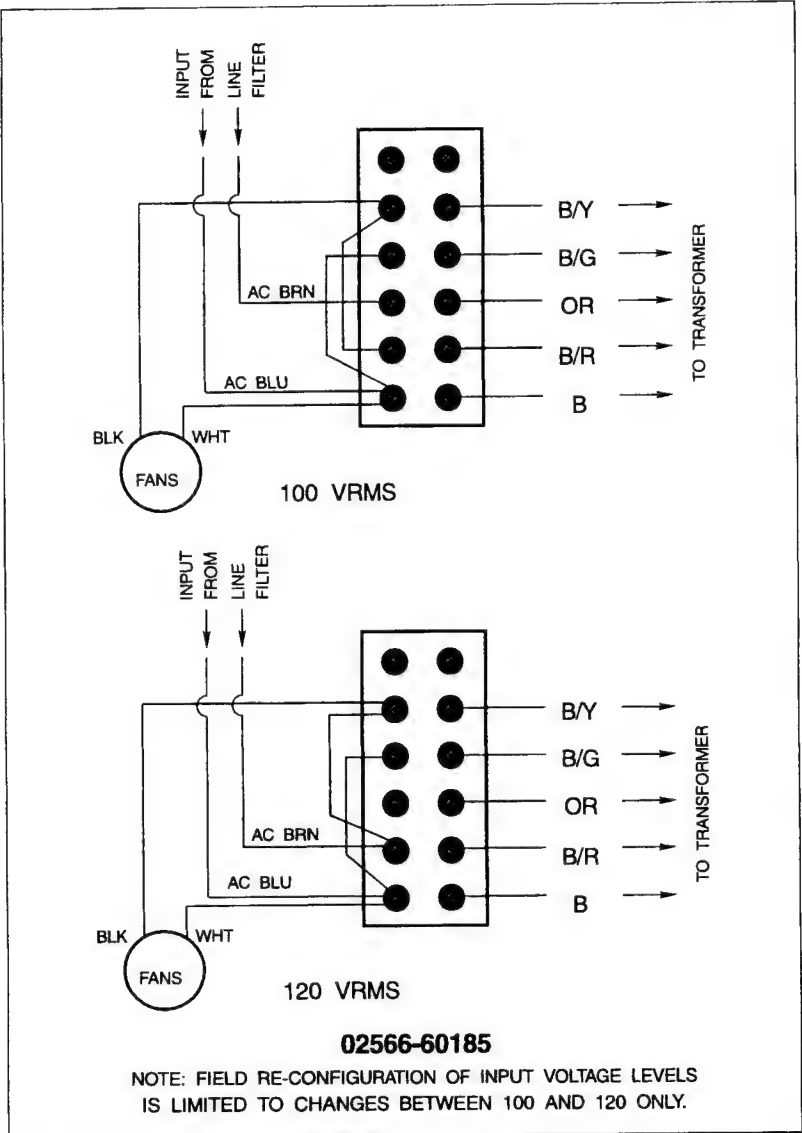 INPUT
FROM
LINE
FILTER
B/Y
B/G
AC BRN
OR
B/R
AC BLU
B
TO TRANSFORMER
BLK
WHT
FANS
100 VRMS
INPUT
FROM
LINE
FILTER
B/Y
B/G
OR
AC BRN
B/R
AC BLU
B
TO TRANSFORMER
BLK
WHT
FANS
120 VRMS
02566-60185
NOTE: FIELD RE-CONFIGURATION OF INPUT VOLTAGE LEVELS
IS LIMITED TO CHANGES BETWEEN 100 AND 120 ONLY.